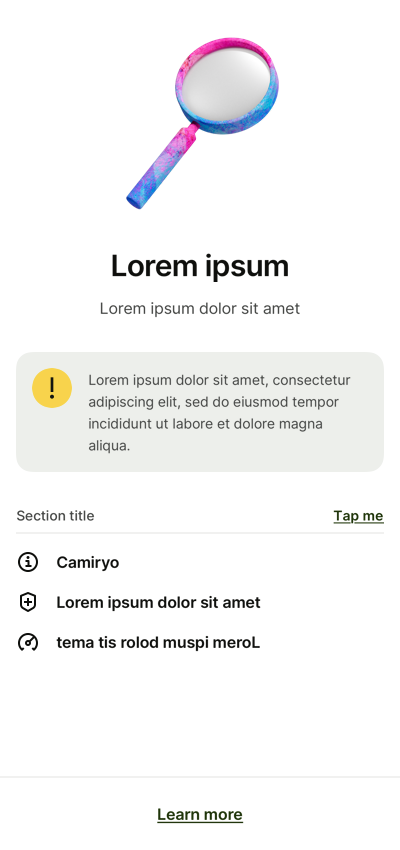 Lorem ipsum
Lorem ipsum dolor sit amet
Lorem ipsum dolor sit amet, consectetur
adipiscing elit, sed do eiusmod tempor
incididunt ut labore et dolore magna
aliqua.
Section title
Tap me
Camiryo
Lorem ipsum dolor sit amet
tema tis rolod muspi meroL
Learn more